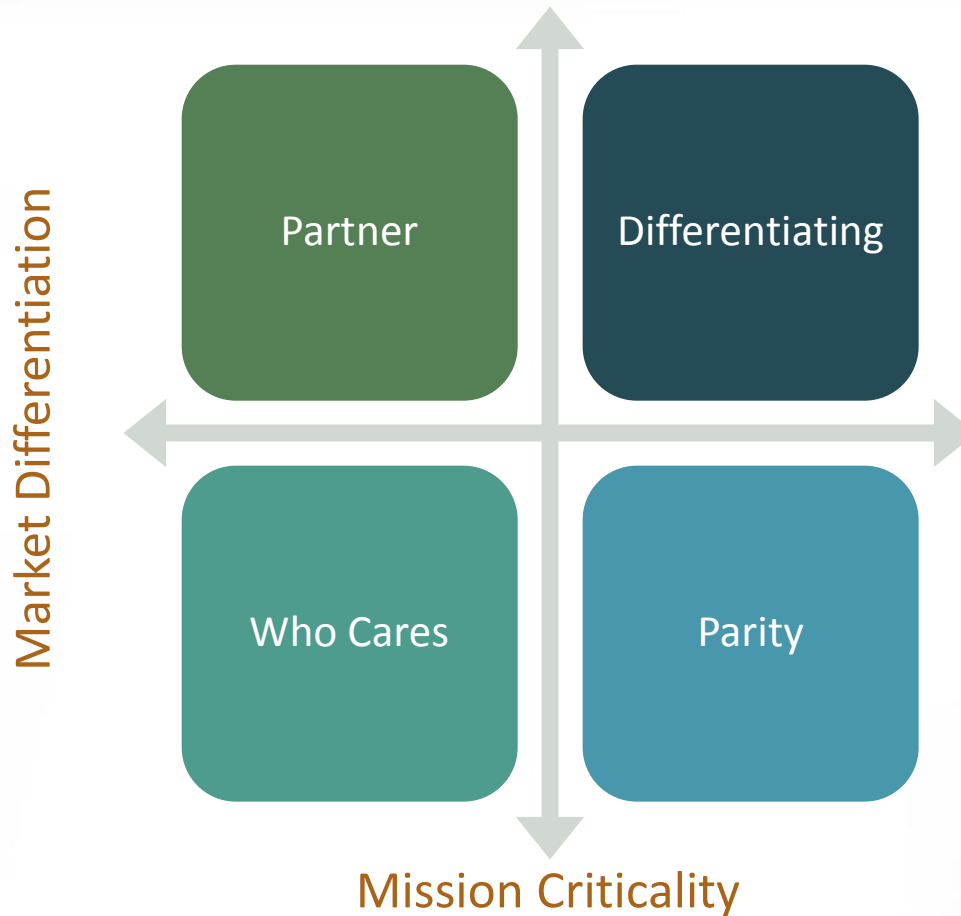 Market Differentiation
Partner
Differentiating
Who Cares
Parity
Mission Criticality